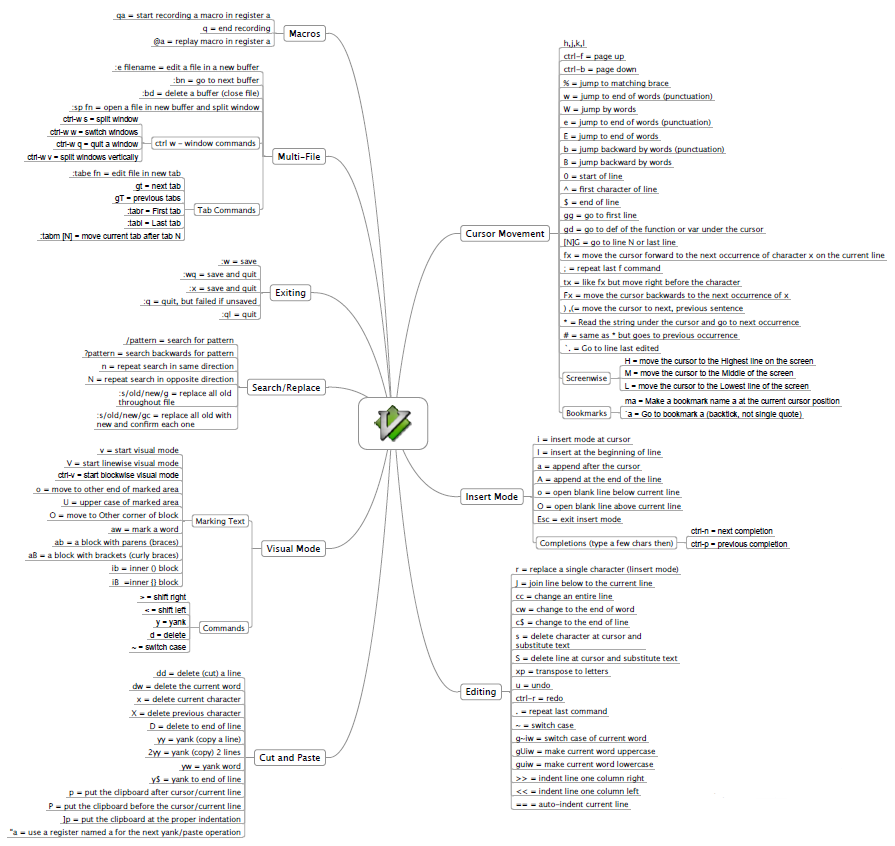 qa = start recording a macro in register a
q = end recording
@a = replay macro in register a
Macros
:e filename = edit a file in a new buffer
:bn = go to next buffer
:bd = delete a buffer (close file)
:sp fn = open a file in new buffer and split window
ctrl-w s = split window
ctrl-w w = switch windows
ctrl-w q = quit a window
ctrl-w v = split windows vertically
ctrl w - window commands
Multi-File
:tabe fn = edit file in new tab
gt = next tab
gT = previous tabs
:tabr = First tab
:tabl = Last tab
:tabm [N] = move current tab after tab N
Tab Commands
:w = save
:wq = save and quit
:x = save and quit
:q = quit, but failed if unsaved
:q! = quit
Exiting
/pattern = search for pattern
?pattern = search backwards for pattern
n = repeat search in same direction
N = repeat search in opposite direction
:s/old/new/g = replace all old
throughout file
:s/old/new/gc = replace all old with
new and confirm each one
Search/Replace
v = start visual mode
V = start linewise visual mode
ctrl-v = start blockwise visual mode
o = move to other end of marked area
U = upper case of marked area
O = move to Other corner of block
aw = mark a word
ab = a block with parens (braces)
aB = a block with brackets (curly braces)
ib = inner () block
iB =inner {} block
Marking Text
Visual Mode
> = shift right
< = shift left
y = yank
d = delete
~ = switch case
Commands
dd = delete (cut) a line
dw = delete the current word
x = delete current character
X = delete previous character
D = delete to end of line
yy = yank (copy a line)
2yy = yank (copy) 2 lines
yw = yank word
y$ = yank to end of line
p = put the clipboard after cursor/current line
P = put the clipboard before the cursor/current line
]p = put the clipboard at the proper indentation
"a = use a register named a for the next yank/paste operation
Cut and Paste
Cursor Movement
h,j,k,l
ctrl-f = page up
ctrl-b = page down
% = jump to matching brace
w = jump to end of words (punctuation)
W = jump by words
e = jump to end of words (punctuation)
E = jump to end of words
b = jump backward by words (punctuation)
B = jump backward by words
0 = start of line
^ = first character of line
$ = end of line
gg = go to first line
gd = go to def of the function or var under the cursor
[N]G = go to line N or last line
fx = move the cursor forward to the next occurrence of character x on the current line
; = repeat last f command
tx = like fx but move right before the character
Fx = move the cursor backwards to the next occurrence of x
) ,(= move the cursor to next, previous sentence
* = Read the string under the cursor and go to next occurrence
# = same as * but goes to previous occurrence
`. = Go to line last edited
Screenwise
H = move the cursor to the Highest line on the screen
M = move the cursor to the Middle of the screen
L = move the cursor to the Lowest line of the screen
Bookmarks
ma = Make a bookmark name a at the current cursor position
`a = Go to bookmark a (backtick, not single quote)
Insert Mode
i = insert mode at cursor
I = insert at the beginning of line
a = append after the cursor
A = append at the end of the line
o = open blank line below current line
O = open blank line above current line
Esc = exit insert mode
Completions (type a few chars then)
ctrl-n = next completion
ctrl-p = previous completion
Editing
r = replace a single character (!insert mode)
J = join line below to the current line
cc = change an entire line
cw = change to the end of word
c$ = change to the end of line
s = delete character at cursor and
substitute text
S = delete line at cursor and substitute text
xp = transpose to letters
u = undo
ctrl-r = redo
. = repeat last command
~ = switch case
g~iw = switch case of current word
gUiw = make current word uppercase
guiw = make current word lowercase
>> = indent line one column right
<< = indent line one column left
== = auto-indent current line